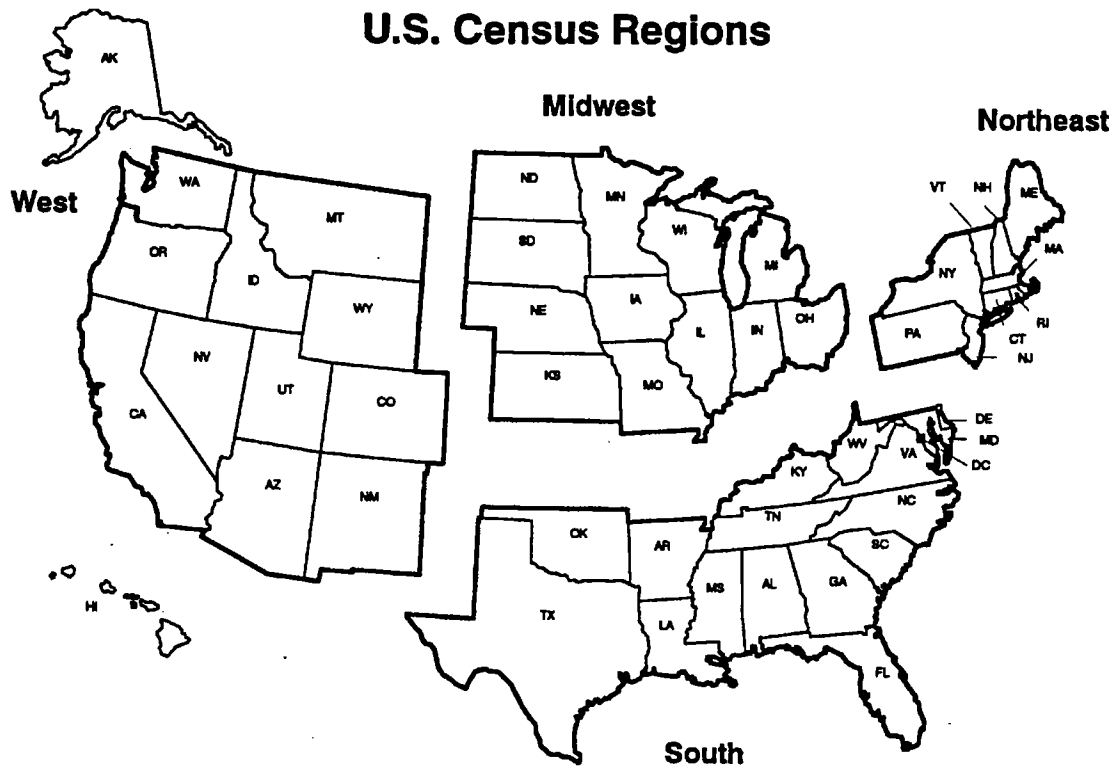 U.S. Census Regions
AK
Midwest
Northeast
West
WA
MT
OR
ID
WY
NV
UT
CO
CA
AZ
NM
HI
ND
MN
SD
WI
MI
NE
IA
IL
IN
OH
KS
MO
VT
NH
ME
NY
MA
PA
RI
CT
NJ
DE
MD
DC
WV
VA
KY
NC
TN
SC
OK
AR
MS
AL
GA
TX
LA
FL
South